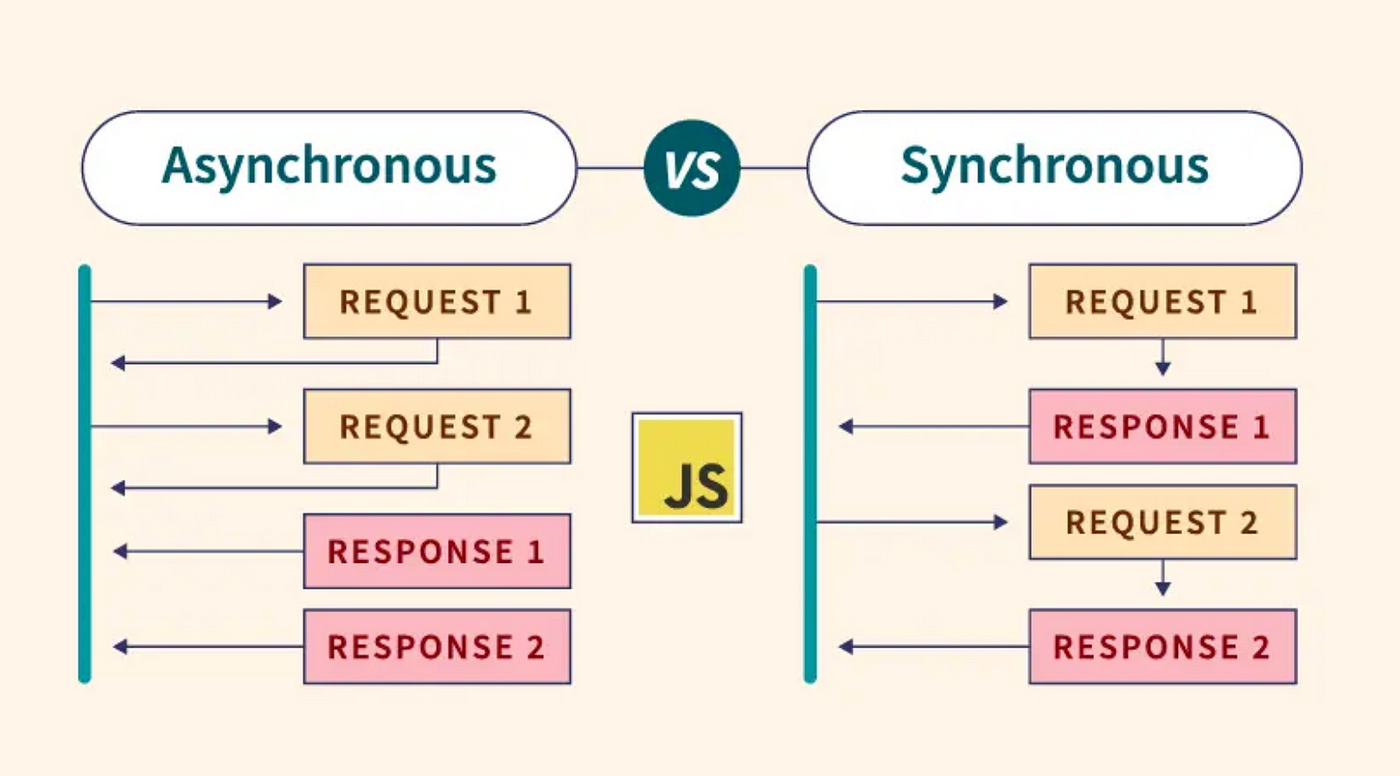 Asynchronous
VS
Synchronous
REQUEST 1
REQUEST 2
RESPONSE 1
RESPONSE 2
JS
REQUEST 1
RESPONSE 1
REQUEST 2
RESPONSE 2